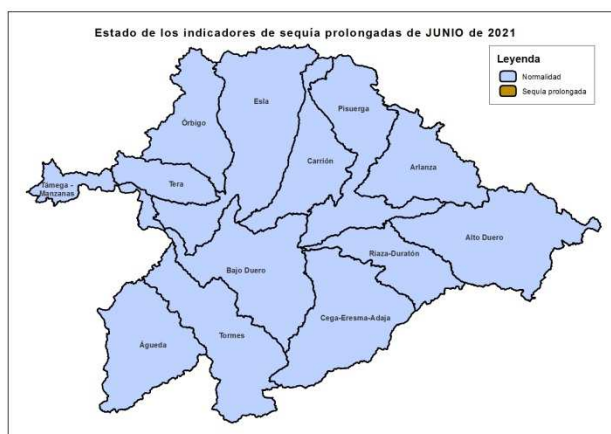 Estado de los indicadores de sequía prolongadas de JUNIO de 2021
Leyenda
Normalidad
Sequía prolongada
Órbigo
Esla
Pisuerga
Carrión
Arlanza
Támega -
Manzanas
Tera
Alto Duero
Riaza-Duratón
Bajo Duero
Cega-Eresma-Adaja
Tormes
Águeda